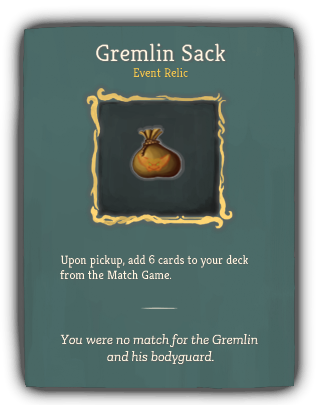 Gremlin Sack
Event Relic
Upon pickup, add 6 cards to your deck
from the Match Game.
You were no match for the Gremlin
and his bodyguard.